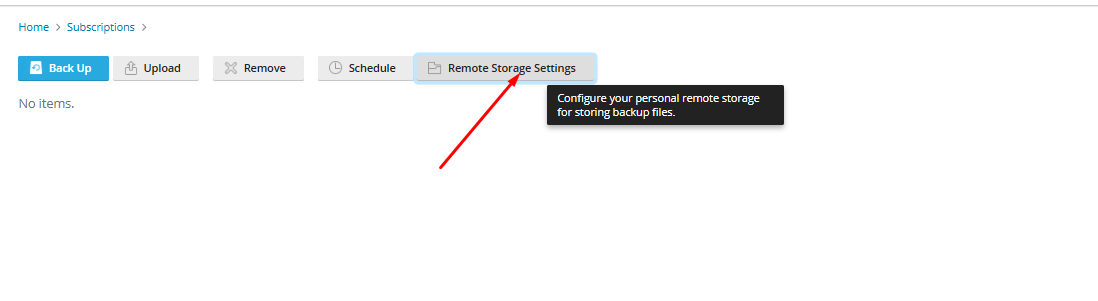 Home > Subscriptions >
Back Up Upload Remove Schedule Remote Storage Settings
No items.
Configure your personal remote storage
for storing backup files.